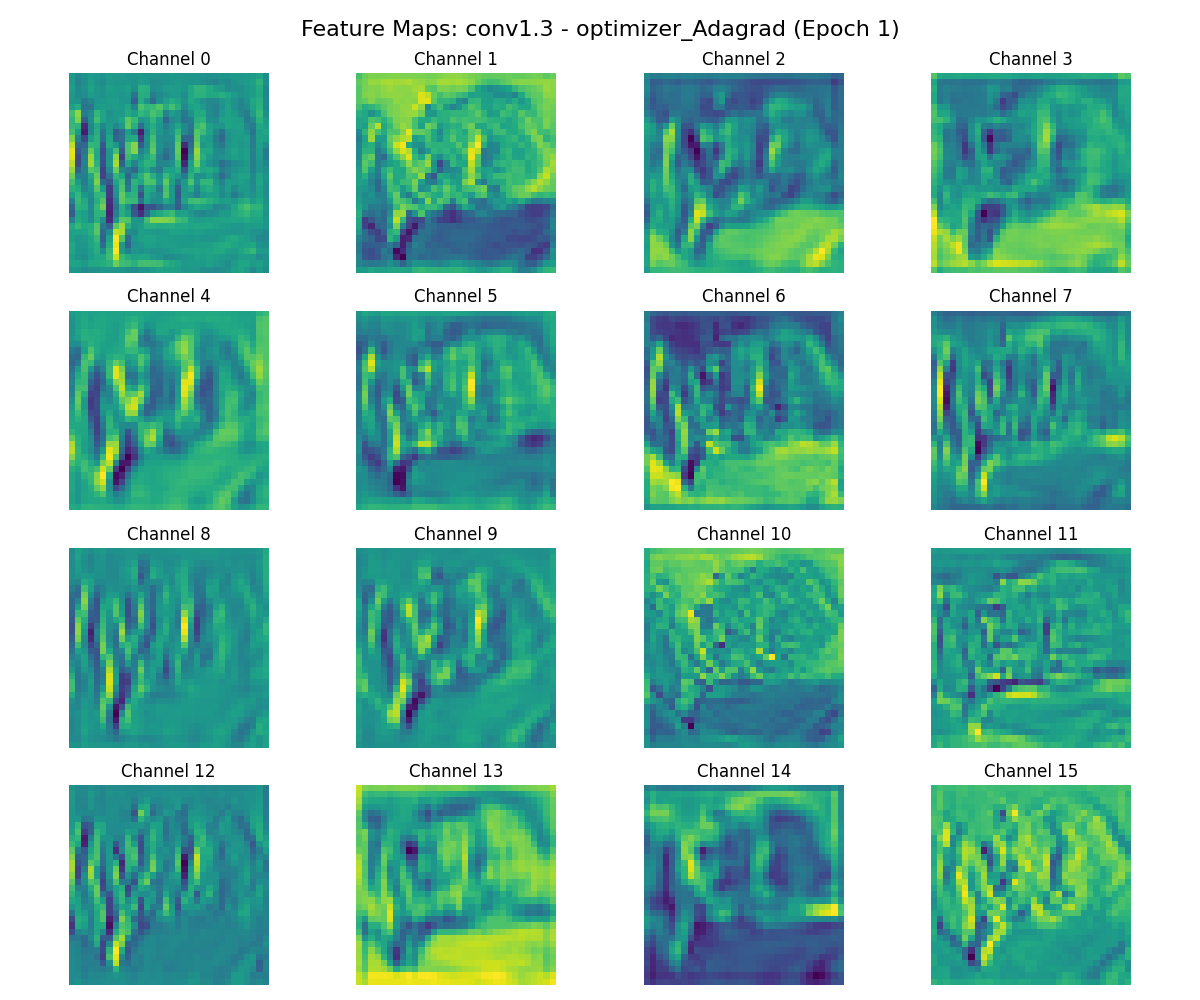 Feature Maps: conv1.3 - optimizer_Adagrad (Epoch 1)
Channel 0 Channel 1 Channel 2 Channel 3
Channel 4 Channel 5 Channel 6 Channel 7
Channel 8 Channel 9 Channel 10 Channel 11
Channel 12 Channel 13 Channel 14 Channel 15